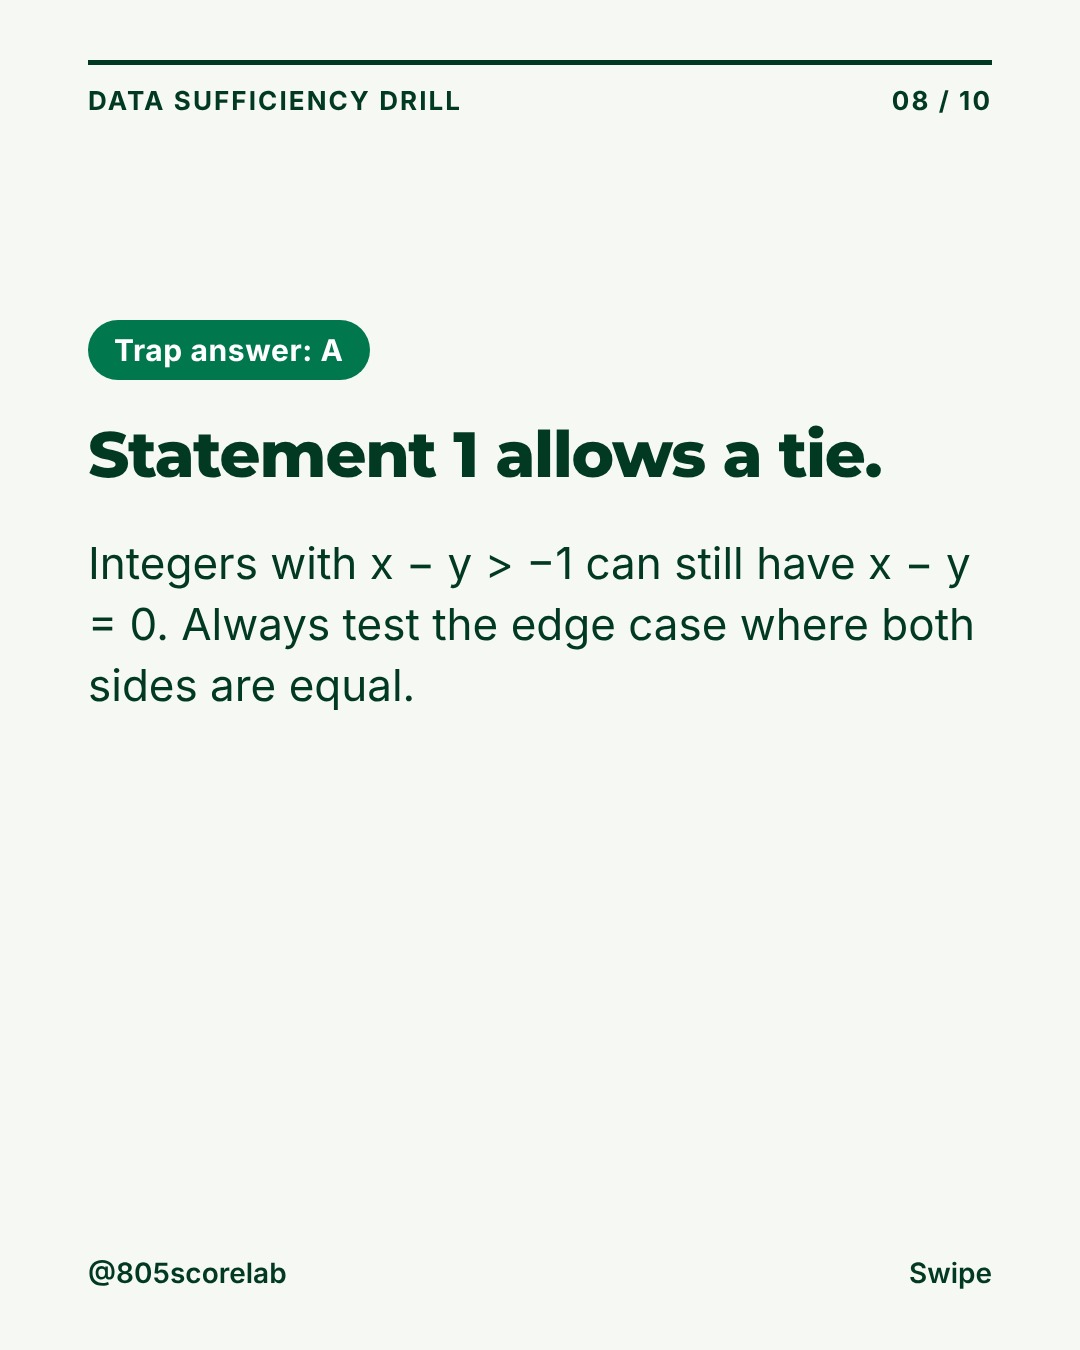 DATA SUFFICIENCY DRILL
08 / 10
Trap answer: A
Statement 1 allows a tie.
Integers with x − y > −1 can still have x − y
= 0. Always test the edge case where both
sides are equal.
@805scorelab
Swipe